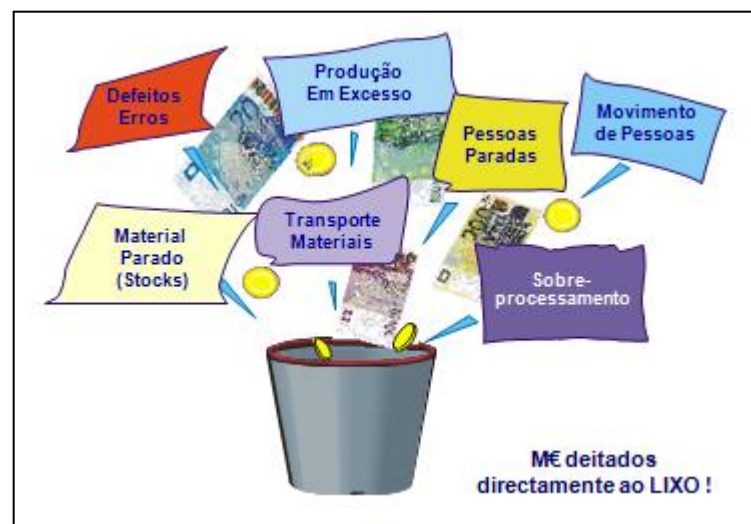 Defeitos
Erros
Produção
Em Excesso
Pessoas
Paradas
Movimento
de Pessoas
Material
Parado
(Stocks)
Transporte
Materiais
Sobre-
processamento
M€ deitados
directamente ao LIXO !